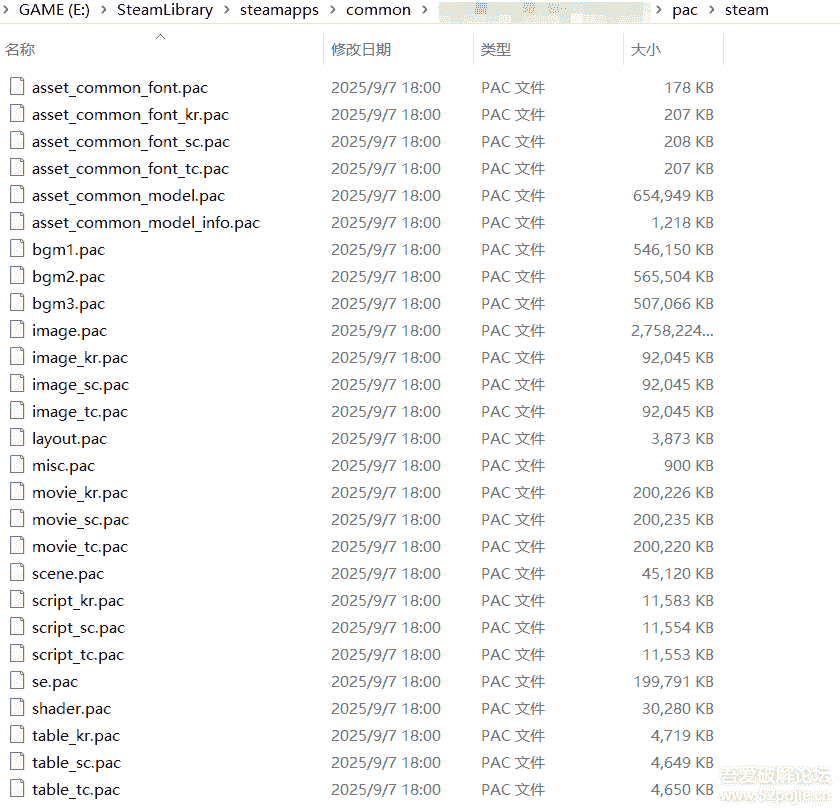 GAME (E:) > SteamLibrary > steamapps > common > > pac > steam
名称 修改日期 类型 大小
asset_common_font.pac 2025/9/7 18:00 PAC 文件 178 KB
asset_common_font_kr.pac 2025/9/7 18:00 PAC 文件 207 KB
asset_common_font_sc.pac 2025/9/7 18:00 PAC 文件 208 KB
asset_common_font_tc.pac 2025/9/7 18:00 PAC 文件 207 KB
asset_common_model.pac 2025/9/7 18:00 PAC 文件 654,949 KB
asset_common_model_info.pac 2025/9/7 18:00 PAC 文件 1,218 KB
bgm1.pac 2025/9/7 18:00 PAC 文件 546,150 KB
bgm2.pac 2025/9/7 18:00 PAC 文件 565,504 KB
bgm3.pac 2025/9/7 18:00 PAC 文件 507,066 KB
image.pac 2025/9/7 18:00 PAC 文件 2,758,224...
image_kr.pac 2025/9/7 18:00 PAC 文件 92,045 KB
image_sc.pac 2025/9/7 18:00 PAC 文件 92,045 KB
image_tc.pac 2025/9/7 18:00 PAC 文件 92,045 KB
layout.pac 2025/9/7 18:00 PAC 文件 3,873 KB
misc.pac 2025/9/7 18:00 PAC 文件 900 KB
movie_kr.pac 2025/9/7 18:00 PAC 文件 200,226 KB
movie_sc.pac 2025/9/7 18:00 PAC 文件 200,235 KB
movie_tc.pac 2025/9/7 18:00 PAC 文件 200,220 KB
scene.pac 2025/9/7 18:00 PAC 文件 45,120 KB
script_kr.pac 2025/9/7 18:00 PAC 文件 11,583 KB
script_sc.pac 2025/9/7 18:00 PAC 文件 11,554 KB
script_tc.pac 2025/9/7 18:00 PAC 文件 11,553 KB
se.pac 2025/9/7 18:00 PAC 文件 199,791 KB
shader.pac 2025/9/7 18:00 PAC 文件 30,280 KB
table_kr.pac 2025/9/7 18:00 PAC 文件 4,719 KB
table_sc.pac 2025/9/7 18:00 PAC 文件 4,649 KB
table_tc.pac 2025/9/7 18:00 PAC 文件 4,650 KB
吾爱破解论坛
www.52pojie.cn